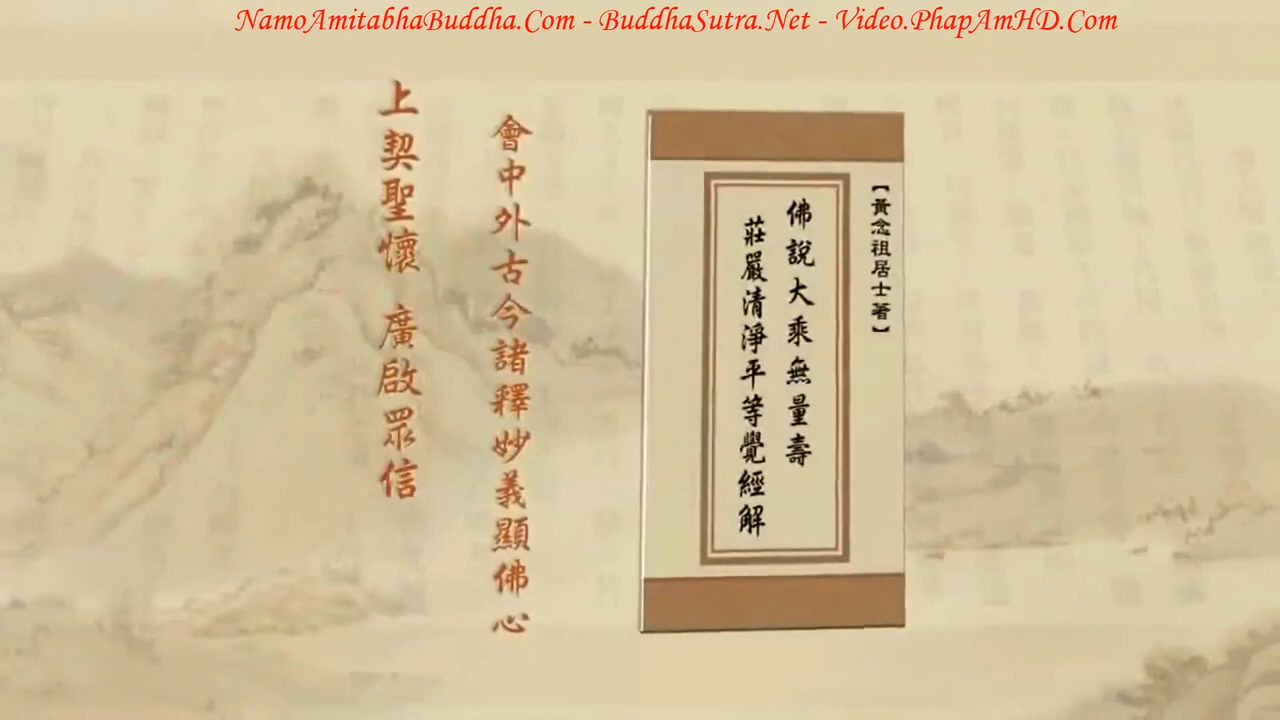 NamoAmitabhaBuddha.Com - BuddhaSutra.Net - Video.PhapAmHD.Com
【黃念祖居士著】
佛說大乘無量壽
莊嚴清淨平等覺經解
會中外古今諸釋妙義顯佛心
上契聖懷 廣啟眾信